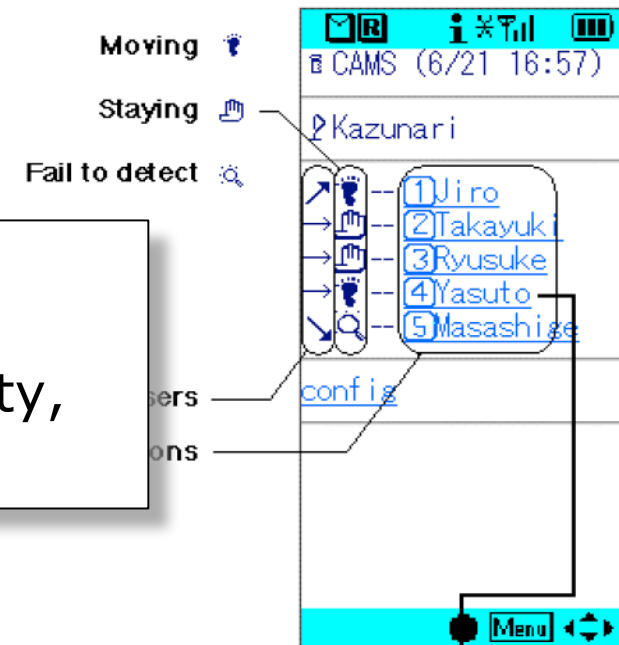 Moving
Staying
Fail to detect
ty,
sers
ons
R
CAMS (6/21 16:57)
Kazunari
1 Jiro
2 Takayuki
3 Ryusuke
4 Yasuto
5 Masashige
config
Menu